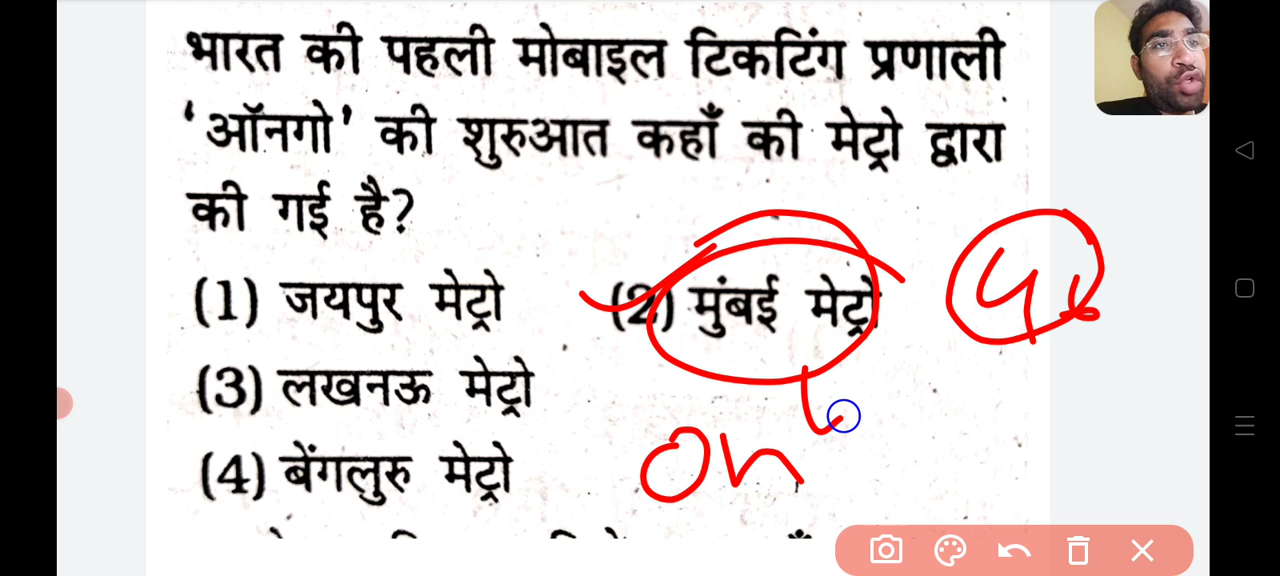 भारत की पहली मोबाइल टिकटिंग प्रणाली
'ऑनगो' की शुरुआत कहाँ की मेट्रो द्वारा
की गई है?
(1) जयपुर मेट्रो (2) मुंबई मेट्रो
(3) लखनऊ मेट्रो
(4) बेंगलुरु मेट्रो
on